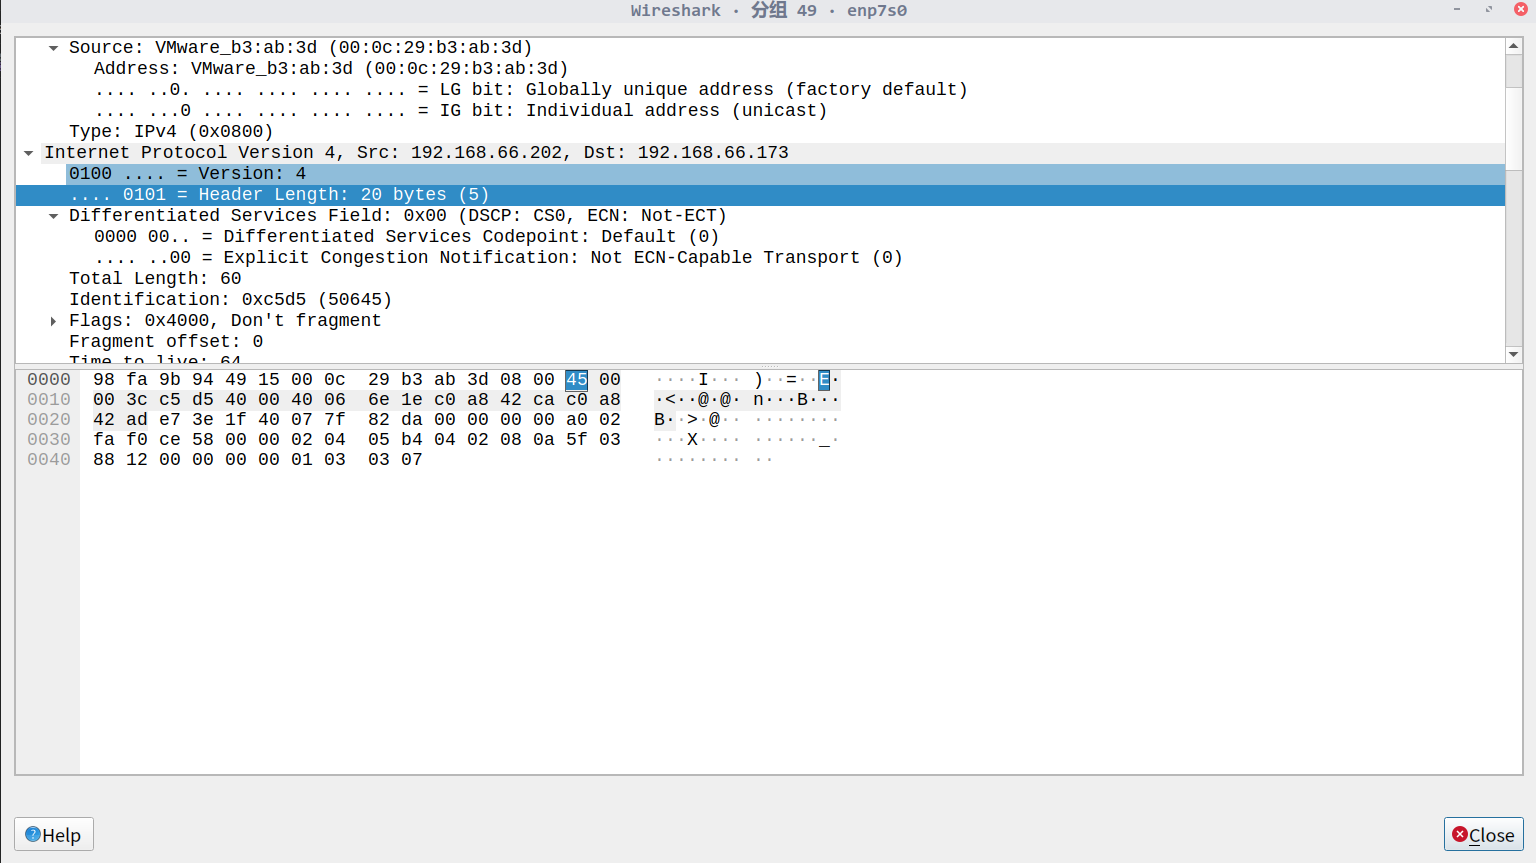 Wireshark · 分组 49 · enp7s0
Source: VMware_b3:ab:3d (00:0c:29:b3:ab:3d)
Address: VMware_b3:ab:3d (00:0c:29:b3:ab:3d)
.... ..0. .... .... .... .... = LG bit: Globally unique address (factory default)
.... ...0 .... .... .... .... = IG bit: Individual address (unicast)
Type: IPv4 (0x0800)
Internet Protocol Version 4, Src: 192.168.66.202, Dst: 192.168.66.173
0100 .... = Version: 4
.... 0101 = Header Length: 20 bytes (5)
Differentiated Services Field: 0x00 (DSCP: CS0, ECN: Not-ECT)
0000 00.. = Differentiated Services Codepoint: Default (0)
.... ..00 = Explicit Congestion Notification: Not ECN-Capable Transport (0)
Total Length: 60
Identification: 0xc5d5 (50645)
Flags: 0x4000, Don't fragment
Fragment offset: 0
Time to live: 64
0000 98 fa 9b 94 49 15 00 0c 29 b3 ab 3d 08 00 45 00 ····I··· )··=··E·
0010 00 3c c5 d5 40 00 40 06 6e 1e c0 a8 42 ca c0 a8 ·<··@·@· n···B···
0020 42 ad e7 3e 1f 40 07 7f 82 da 00 00 00 00 a0 02 B··>·@·· ········
0030 fa f0 ce 58 00 00 02 04 05 b4 04 02 08 0a 5f 03 ···X···· ······_·
0040 88 12 00 00 00 00 01 03 03 07 ········ ··
Help
Close